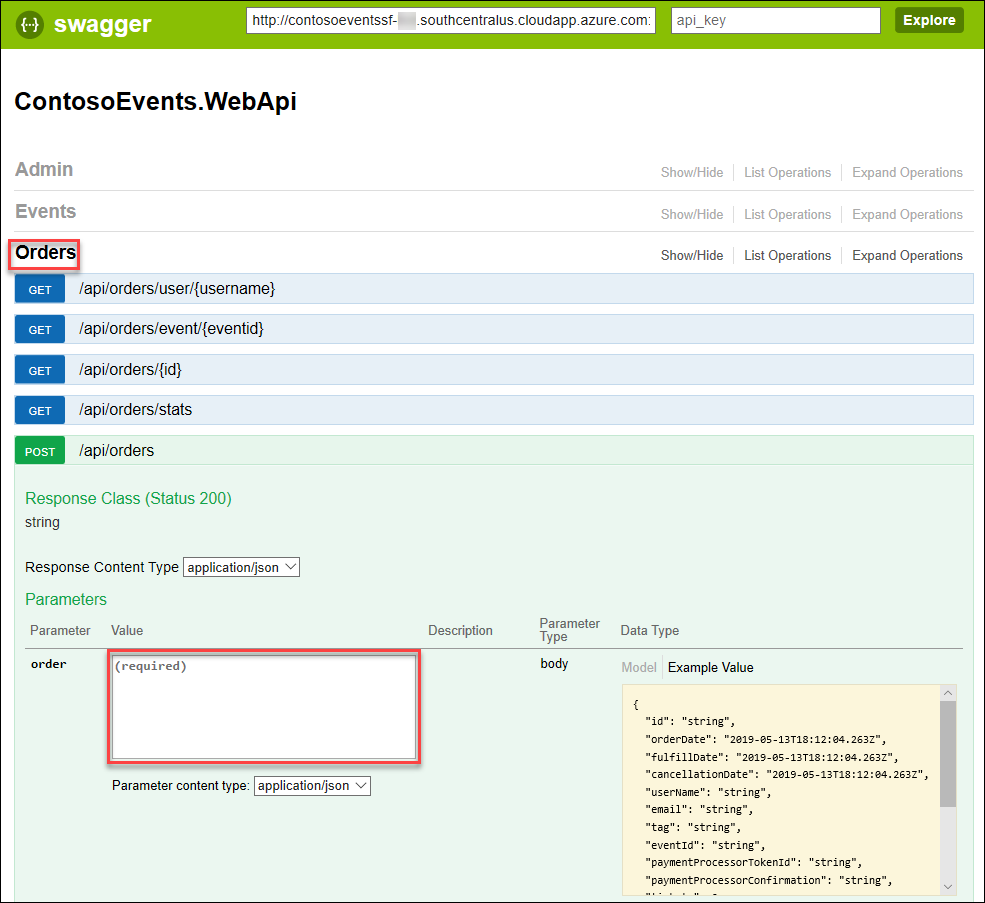 {··} swagger http://contosoeventssf- .southcentralus.cloudapp.azure.com: api_key Explore
ContosoEvents.WebApi
Admin Show/Hide List Operations Expand Operations
Events Show/Hide List Operations Expand Operations
Orders Show/Hide List Operations Expand Operations
GET /api/orders/user/{username}
GET /api/orders/event/{eventid}
GET /api/orders/{id}
GET /api/orders/stats
POST /api/orders
Response Class (Status 200)
string
Response Content Type application/json
Parameters
Parameter Value Description Parameter Type Data Type
order (required) body Model Example Value
{
"id": "string",
"orderDate": "2019-05-13T18:12:04.263Z",
"fulfillDate": "2019-05-13T18:12:04.263Z",
"cancellationDate": "2019-05-13T18:12:04.263Z",
"userName": "string",
"email": "string",
"tag": "string",
"eventId": "string",
"paymentProcessorTokenId": "string",
"paymentProcessorConfirmation": "string",
Parameter content type: application/json